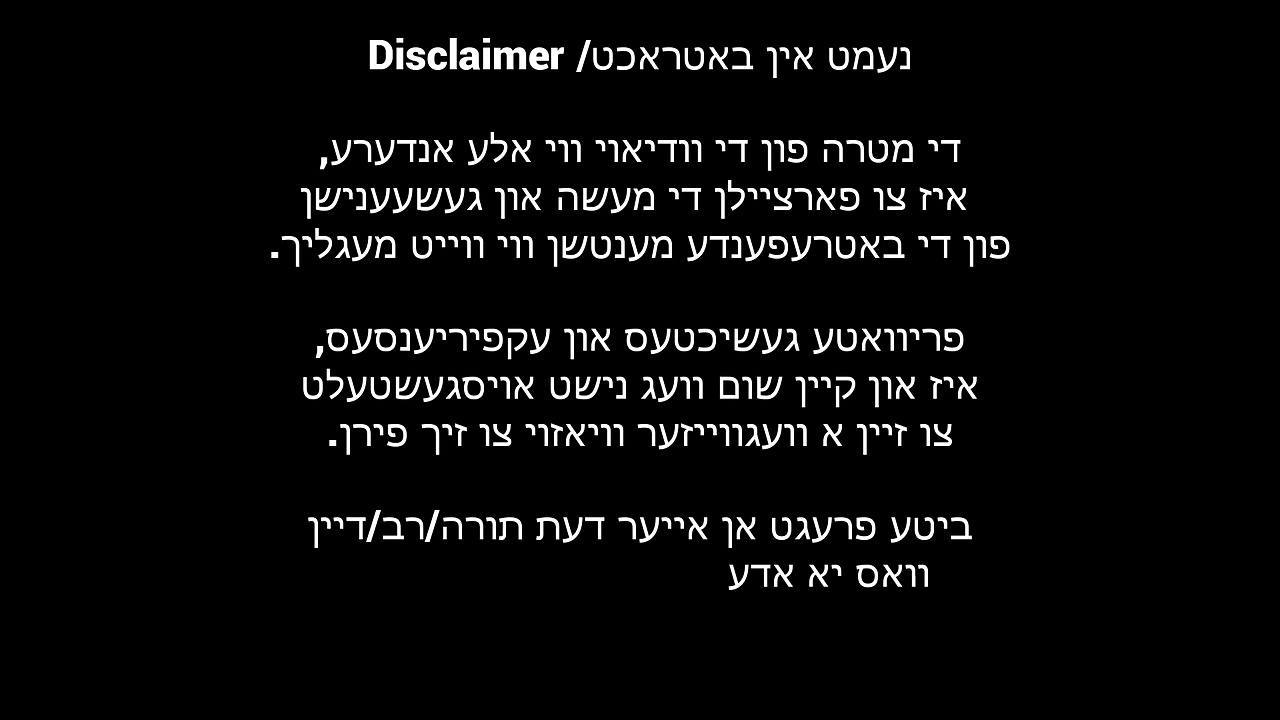 נעמט אין באטראכט/ Disclaimer
די מטרה פון די וודיאוי ווי אלע אנדערע,
איז צו פארציילן די מעשה און געשעענישן
פון די באטרעפענדע מענטשן ווי ווייט מעגליך.
פריוואטע געשיכטעס און עקפיריענסעס,
איז און קיין שום וועג נישט אויסגעשטעלט
צו זיין א וועגווייזער וויאזוי צו זיך פירן.
ביטע פרעגט אן אייער דעת תורה/רב/דיין
וואס יא אדע